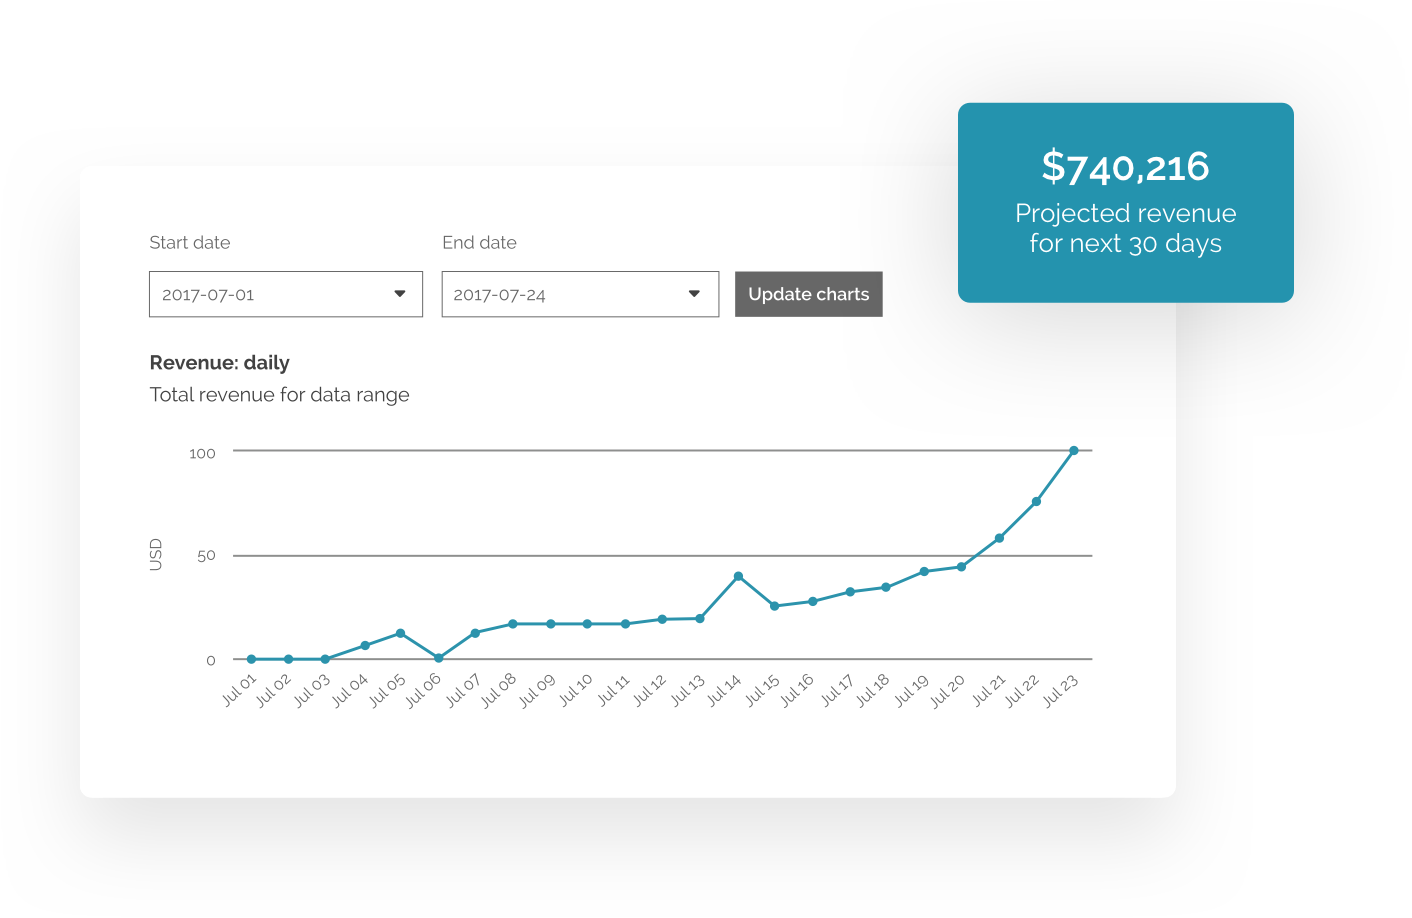 $740,216
Projected revenue
for next 30 days
Start date
End date
2017-07-01
2017-07-24
Update charts
Revenue: daily
Total revenue for data range
100
USD
50
0
Jul 01
Jul 02
Jul 03
Jul 04
Jul 05
Jul 06
Jul 07
Jul 08
Jul 09
Jul 10
Jul 11
Jul 12
Jul 13
Jul 14
Jul 15
Jul 16
Jul 17
Jul 18
Jul 19
Jul 20
Jul 21
Jul 22
Jul 23